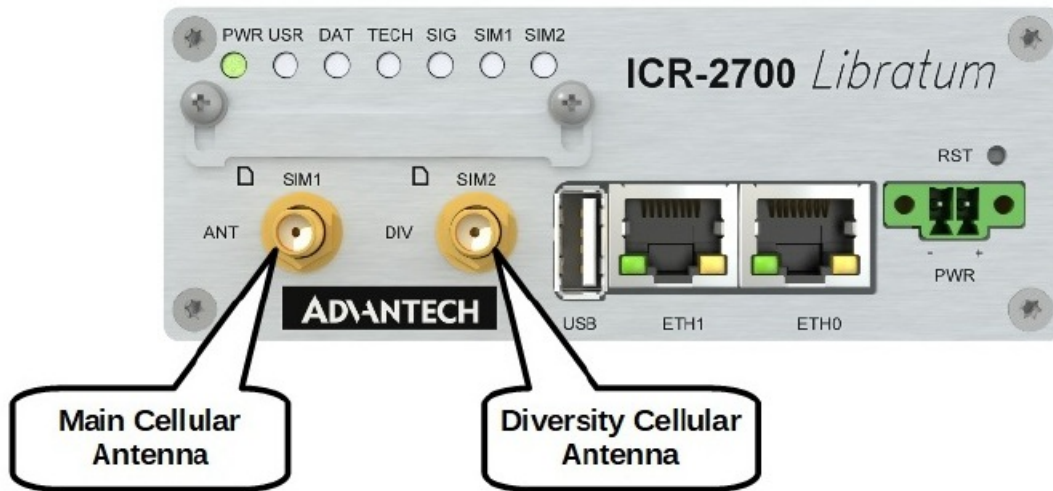 PWR USR DAT TECH SIG SIM1 SIM2
ICR-2700 Libratum
RST
SIM1 SIM2
ANT DIV
- +
PWR
ADVANTECH
USB ETH1 ETH0
Main Cellular
Antenna
Diversity Cellular
Antenna